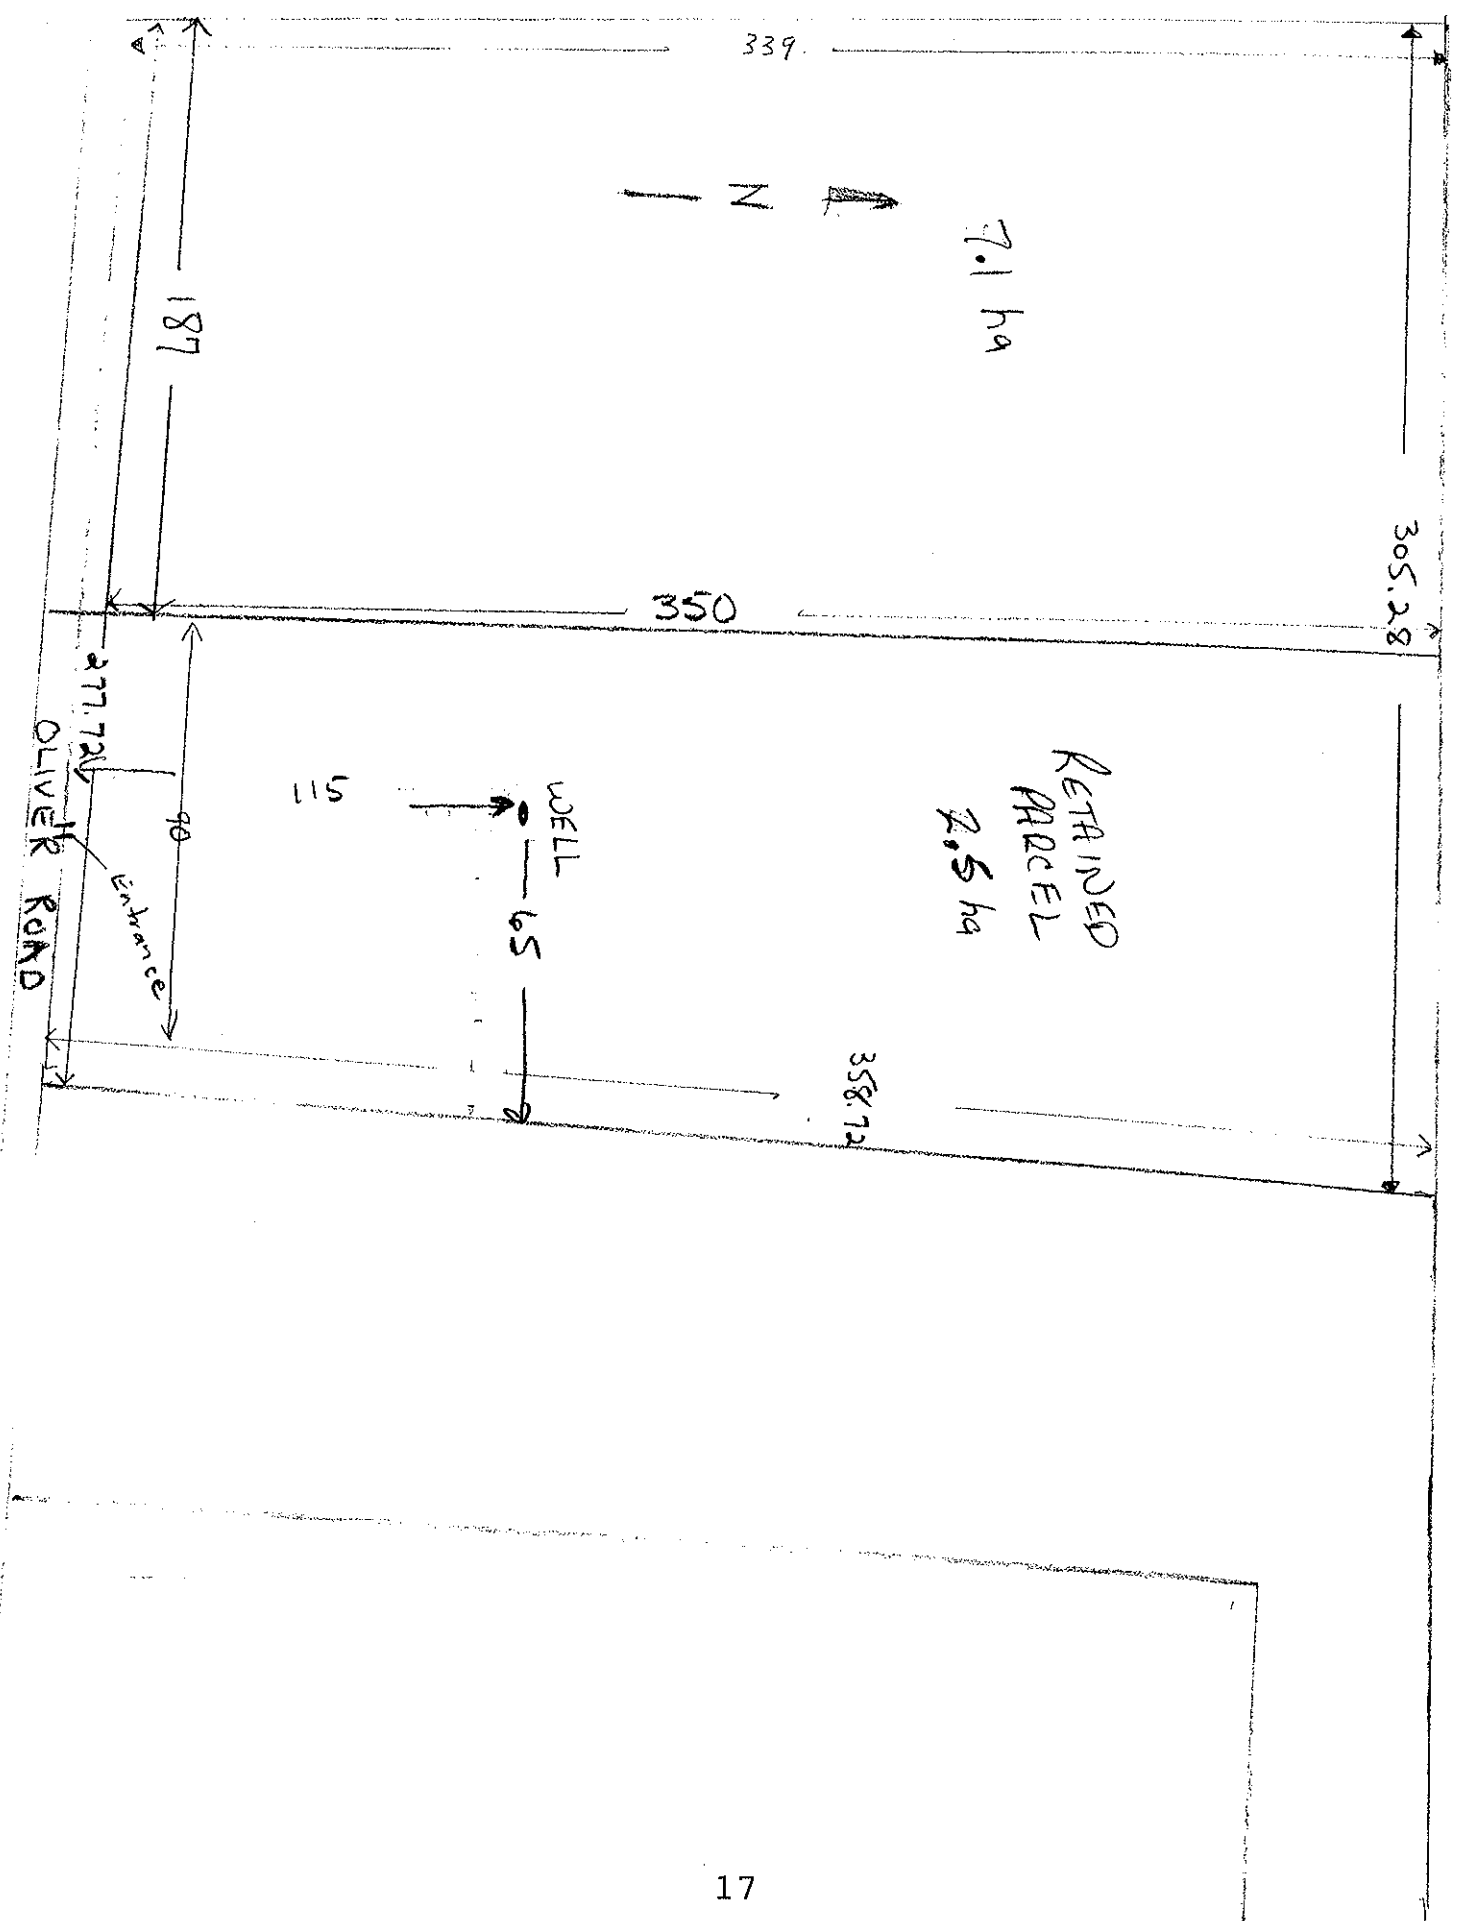 339.
N
7.1 ha
187
305.28
350
277.72
OLIVER ROAD
Entrance
90
115
WELL
65
RETAINED
PARCEL
2.5 ha
358.72
17